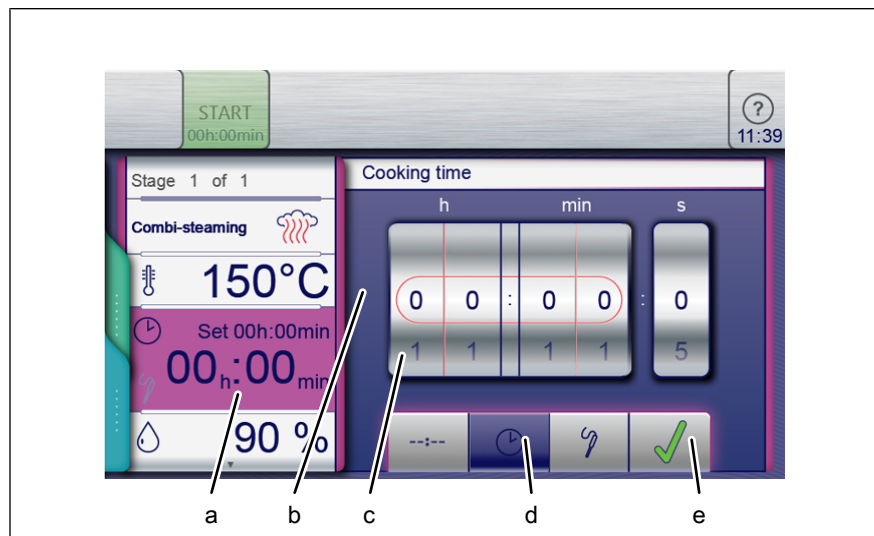 START
00h:00min
?
11:39
Stage 1 of 1
Cooking time
h min s
Combi-steaming
150°C
0 0 : 0 0 : 0
1 1 1 1 5
Set 00h:00min
00h:00min
90 %
--:--
a b c d e